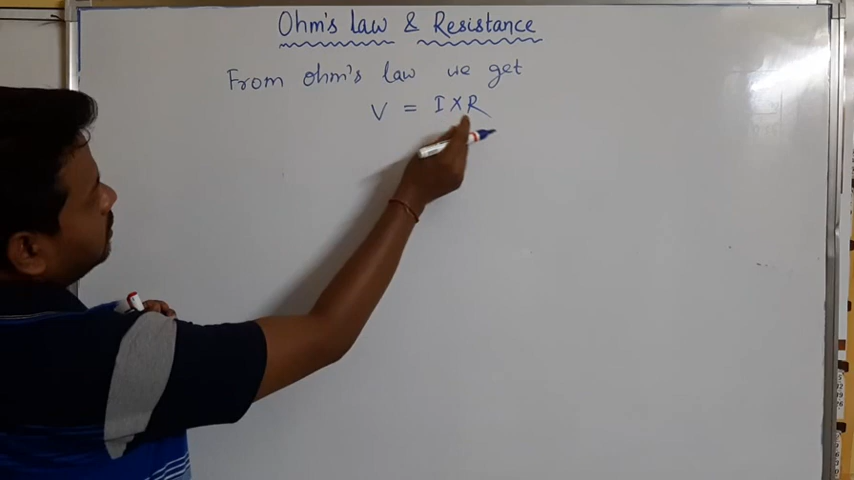 Ohm's law & Resistance
From ohm's law we get
V = I X R